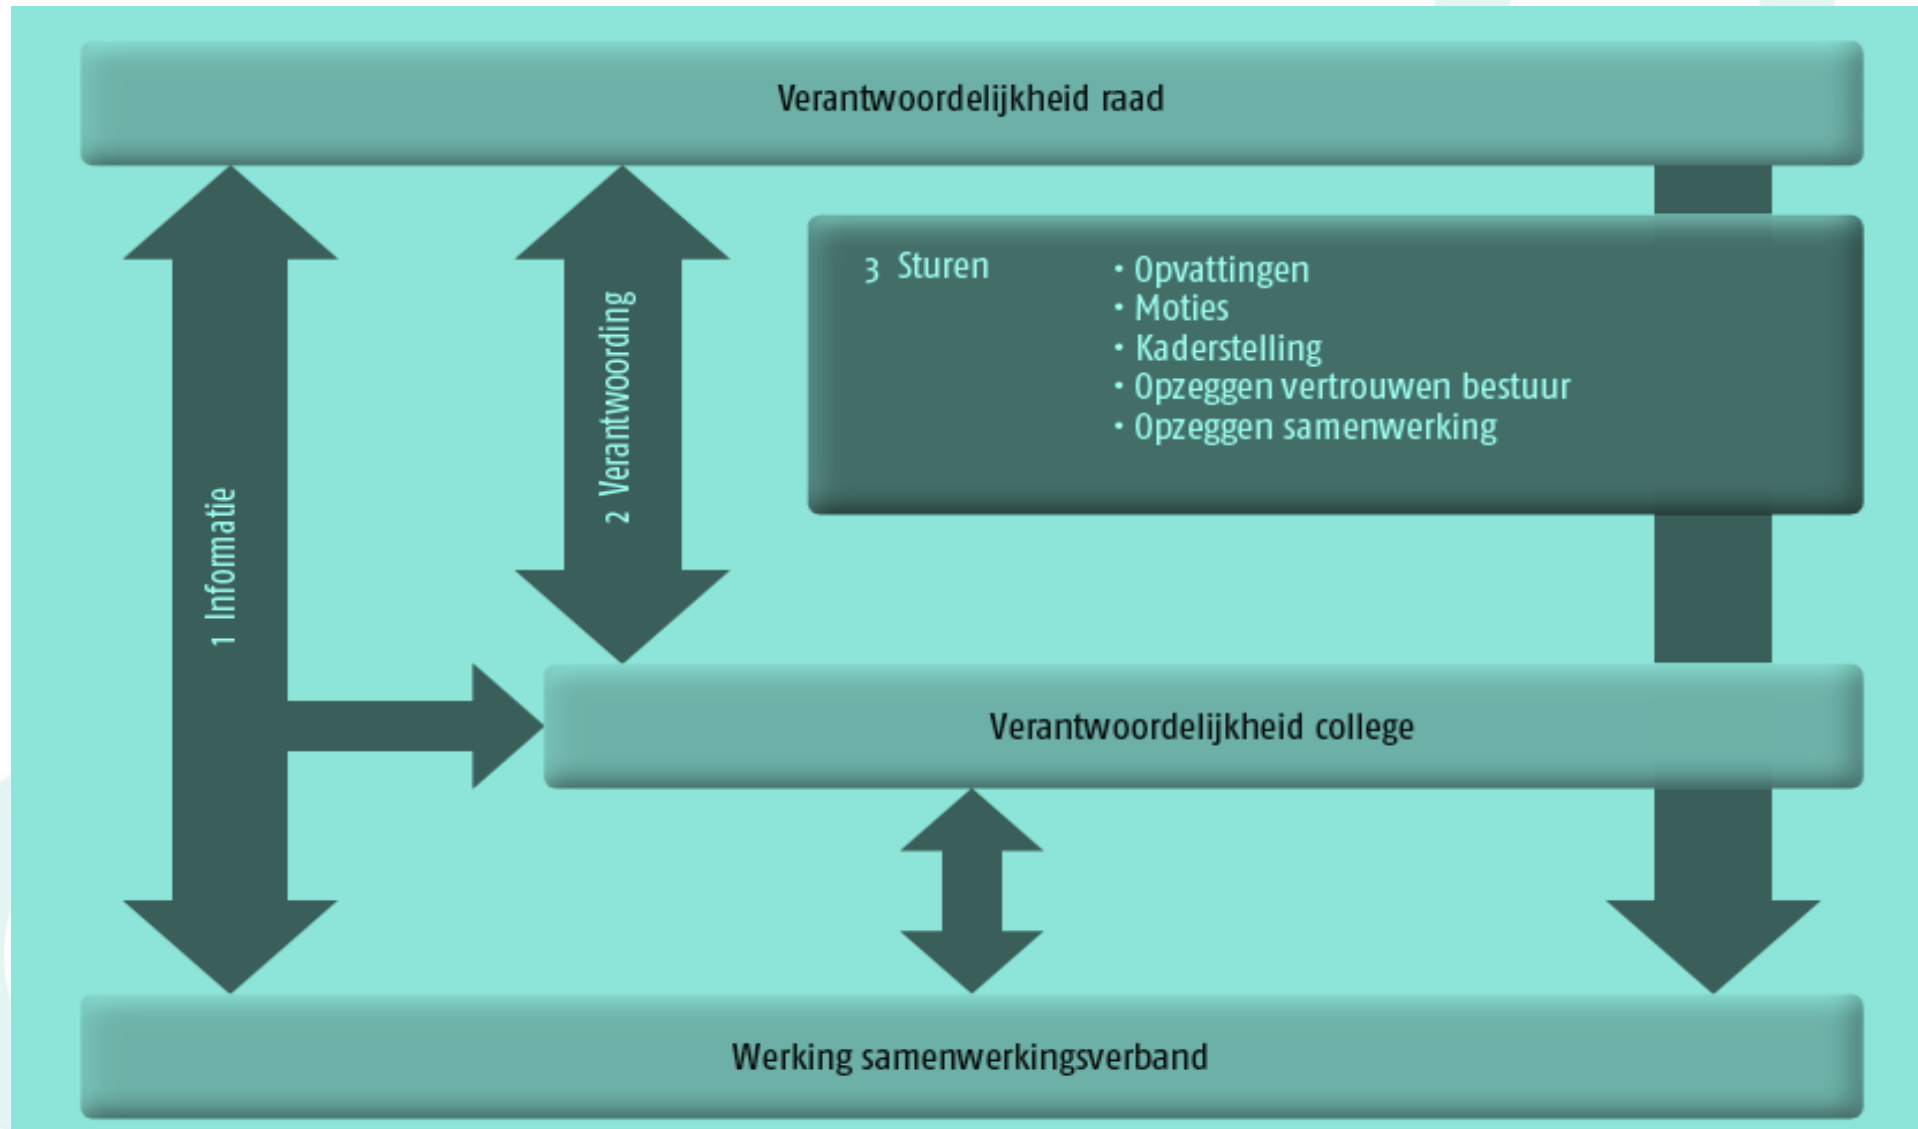 Verantwoordelijkheid raad
1 Informatie
2 Verantwoording
3 Sturen
• Opvattingen
• Moties
• Kaderstelling
• Opzeggen vertrouwen bestuur
• Opzeggen samenwerking
Verantwoordelijkheid college
Werking samenwerkingsverband